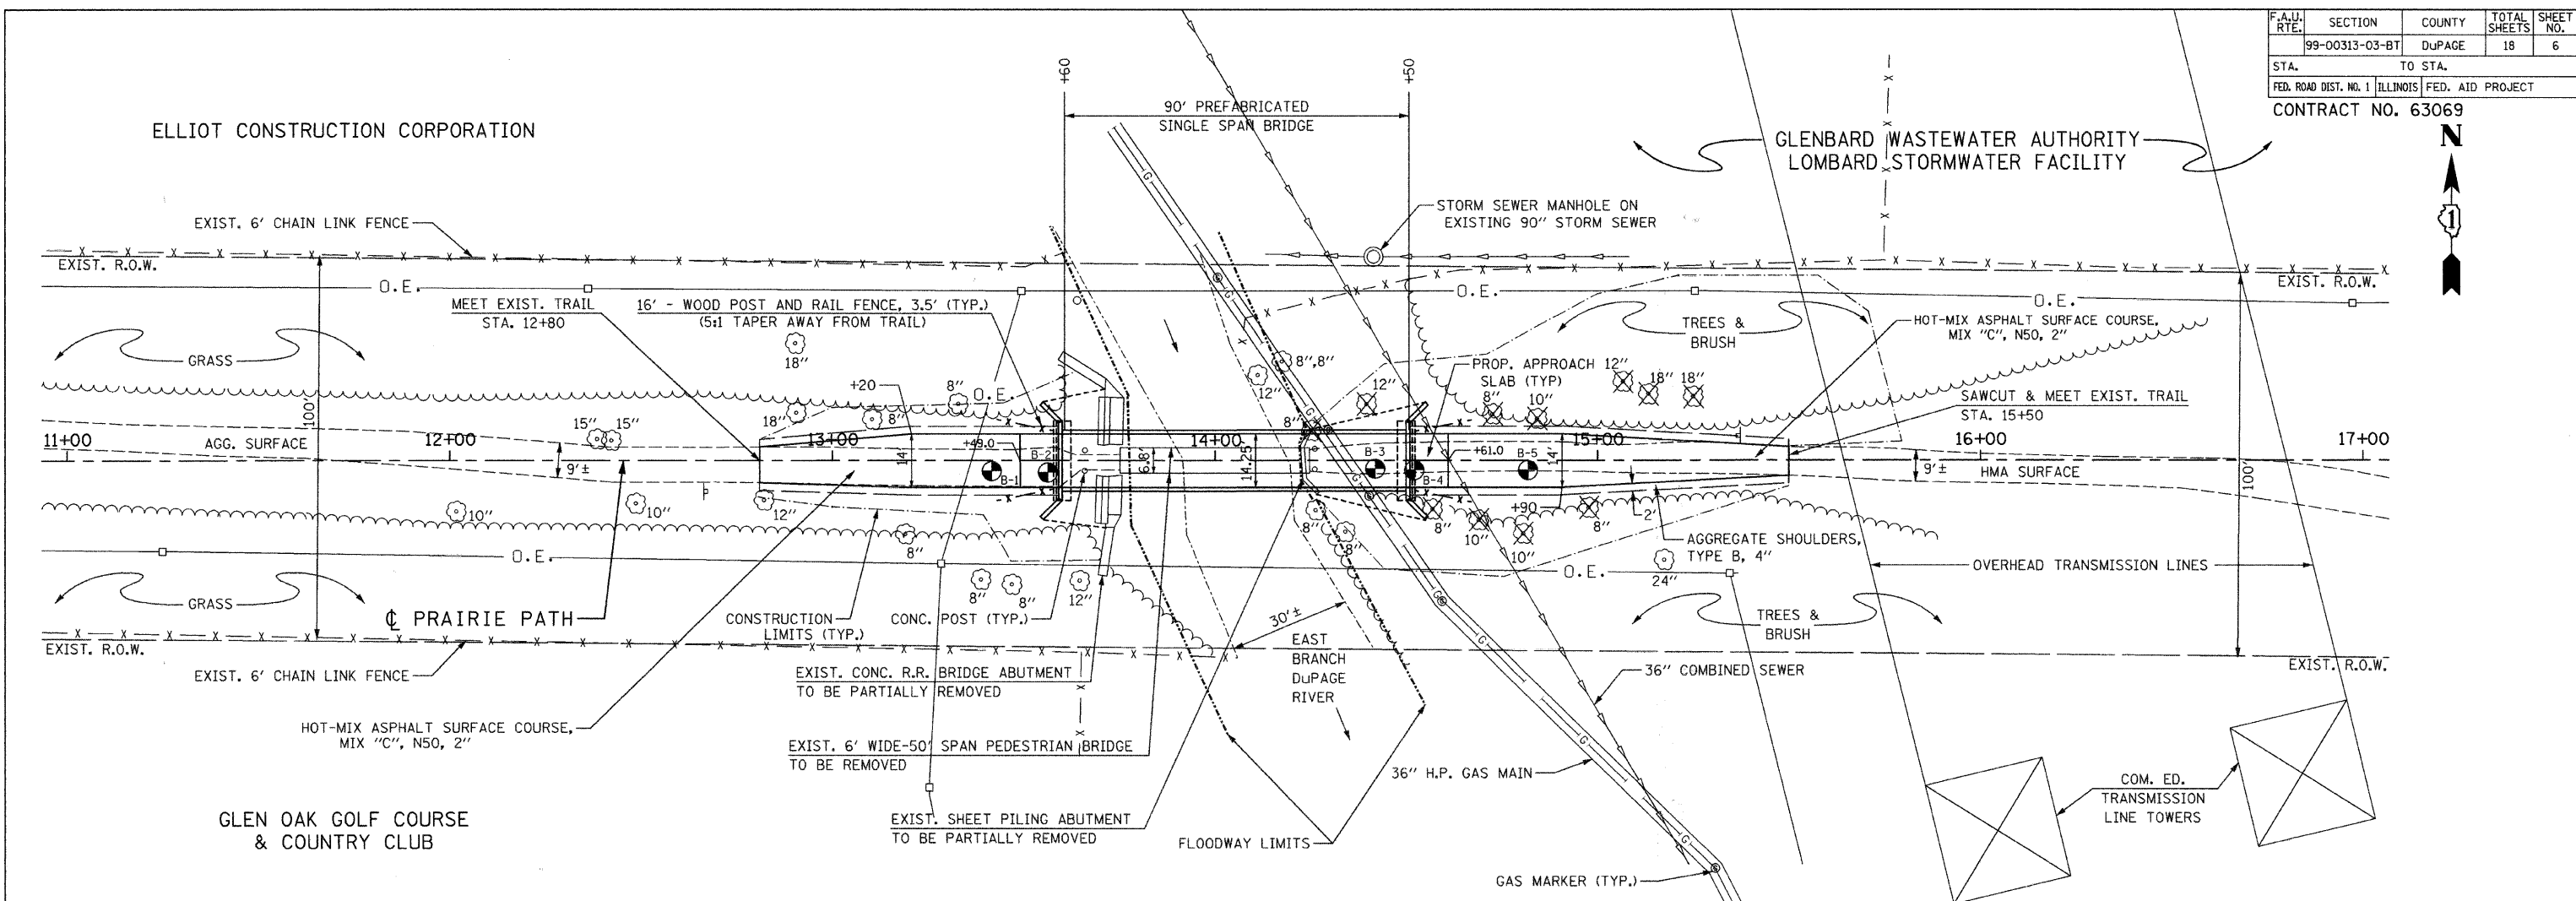 F.A.U. RTE. SECTION COUNTY TOTAL SHEETS SHEET NO.
99-00313-03-BT DuPAGE 18 6
STA. TO STA.
FED. ROAD DIST. NO. 1 ILLINOIS FED. AID PROJECT
CONTRACT NO. 63069
N
1
+60
+50
90' PREFABRICATED
SINGLE SPAN BRIDGE
ELLIOT CONSTRUCTION CORPORATION
GLENBARD WASTEWATER AUTHORITY
LOMBARD STORMWATER FACILITY
EXIST. 6' CHAIN LINK FENCE
STORM SEWER MANHOLE ON
EXISTING 90" STORM SEWER
EXIST. R.O.W.
EXIST. R.O.W.
O.E.
O.E.
O.E.
MEET EXIST. TRAIL
STA. 12+80
16' - WOOD POST AND RAIL FENCE, 3.5' (TYP.)
(5:1 TAPER AWAY FROM TRAIL)
TREES &
BRUSH
HOT-MIX ASPHALT SURFACE COURSE,
MIX "C", N50, 2"
GRASS
18"
8",8"
12"
PROP. APPROACH
SLAB (TYP)
12"
18"
18"
SAWCUT & MEET EXIST. TRAIL
STA. 15+50
100'
+20
8"
O.E.
12"
8"
10"
18"
8"
8"
15"
15"
11+00
AGG. SURFACE
12+00
13+00
14+00
15+00
16+00
17+00
9'±
14'
+49.0
B-1
B-2
6.8'
14.25'
B-3
B-4
+61.0
B-5
14'
9'±
HMA SURFACE
100'
10"
10"
12"
8"
8"
8"
8"
10"
10"
+90
8"
2'
AGGREGATE SHOULDERS,
TYPE B, 4"
24"
O.E.
O.E.
OVERHEAD TRANSMISSION LINES
GRASS
8"
8"
12"
℄ PRAIRIE PATH
CONSTRUCTION
LIMITS (TYP.)
CONC. POST (TYP.)
30'±
EAST
BRANCH
DuPAGE
RIVER
TREES &
BRUSH
EXIST. R.O.W.
EXIST. R.O.W.
EXIST. 6' CHAIN LINK FENCE
EXIST. CONC. R.R. BRIDGE ABUTMENT
TO BE PARTIALLY REMOVED
36" COMBINED SEWER
HOT-MIX ASPHALT SURFACE COURSE,
MIX "C", N50, 2"
EXIST. 6' WIDE-50' SPAN PEDESTRIAN BRIDGE
TO BE REMOVED
36" H.P. GAS MAIN
COM. ED.
TRANSMISSION
LINE TOWERS
GLEN OAK GOLF COURSE
& COUNTRY CLUB
EXIST. SHEET PILING ABUTMENT
TO BE PARTIALLY REMOVED
FLOODWAY LIMITS
GAS MARKER (TYP.)